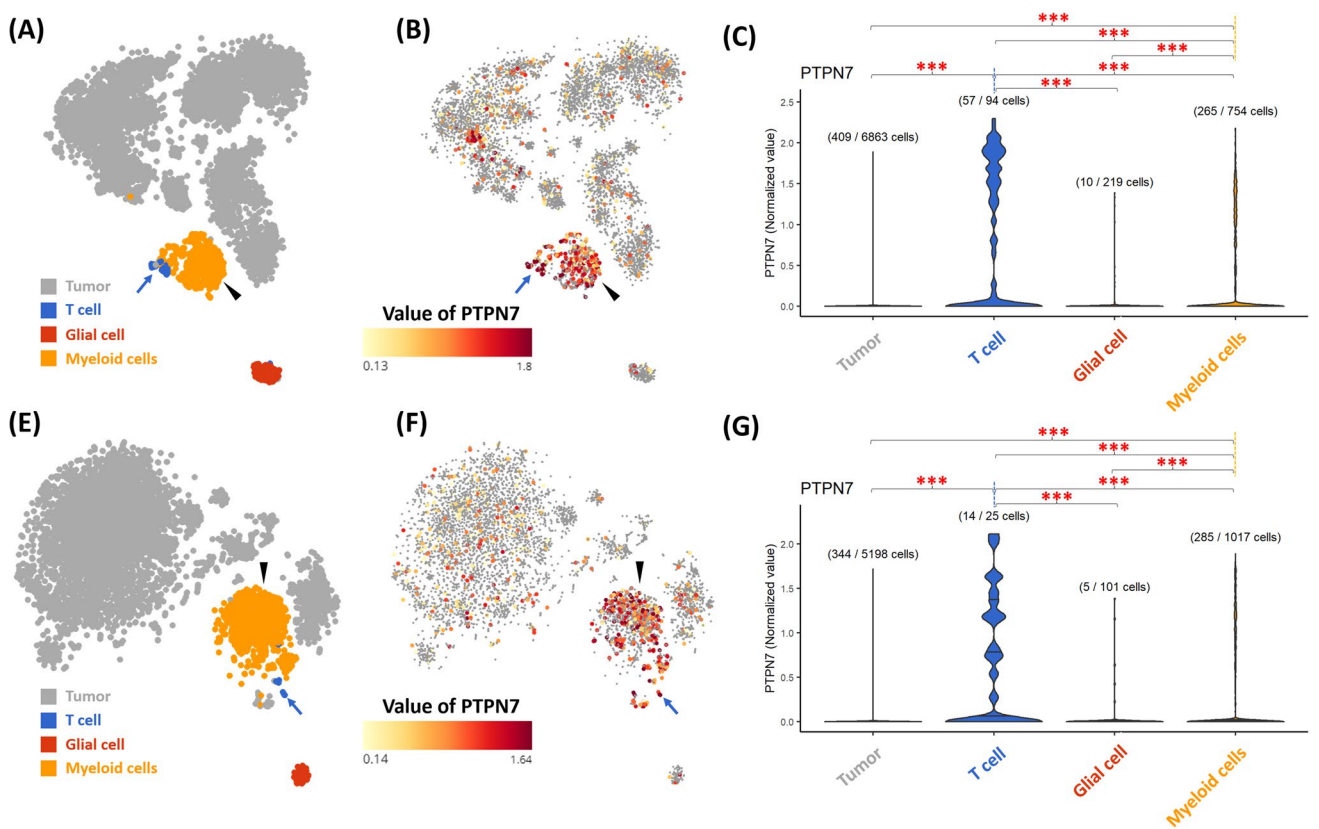 (A)
Tumor
T cell
Glial cell
Myeloid cells
(B)
Value of PTPN7
0.13 1.8
(C)
***
***
***
*** ***
***
PTPN7
(409 / 6863 cells)
(57 / 94 cells)
(10 / 219 cells)
(265 / 754 cells)
PTPN7 (Normalized value)
2.5
2.0
1.5
1.0
0.5
0.0
Tumor
T cell
Glial cell
Myeloid cells
(E)
Tumor
T cell
Glial cell
Myeloid cells
(F)
Value of PTPN7
0.14 1.64
(G)
***
***
***
*** ***
***
PTPN7
(344 / 5198 cells)
(14 / 25 cells)
(5 / 101 cells)
(285 / 1017 cells)
PTPN7 (Normalized value)
2.0
1.5
1.0
0.5
0.0
Tumor
T cell
Glial cell
Myeloid cells